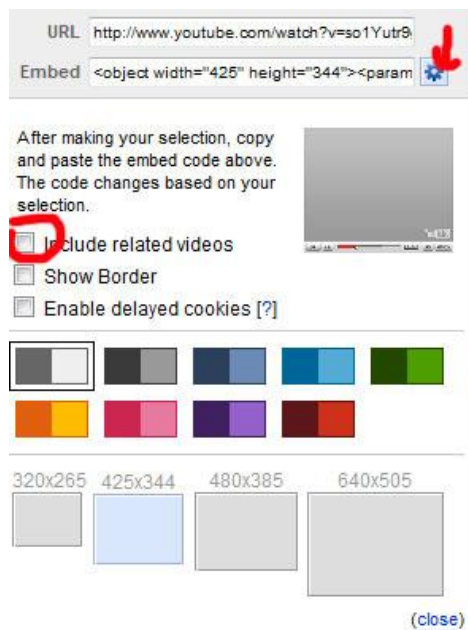 URL http://www.youtube.com/watch?v=so1Yutr9
Embed <object width="425" height="344"><param
After making your selection, copy
and paste the embed code above.
The code changes based on your
selection.
Include related videos
Show Border
Enable delayed cookies [?]
320x265 425x344 480x385 640x505
(close)